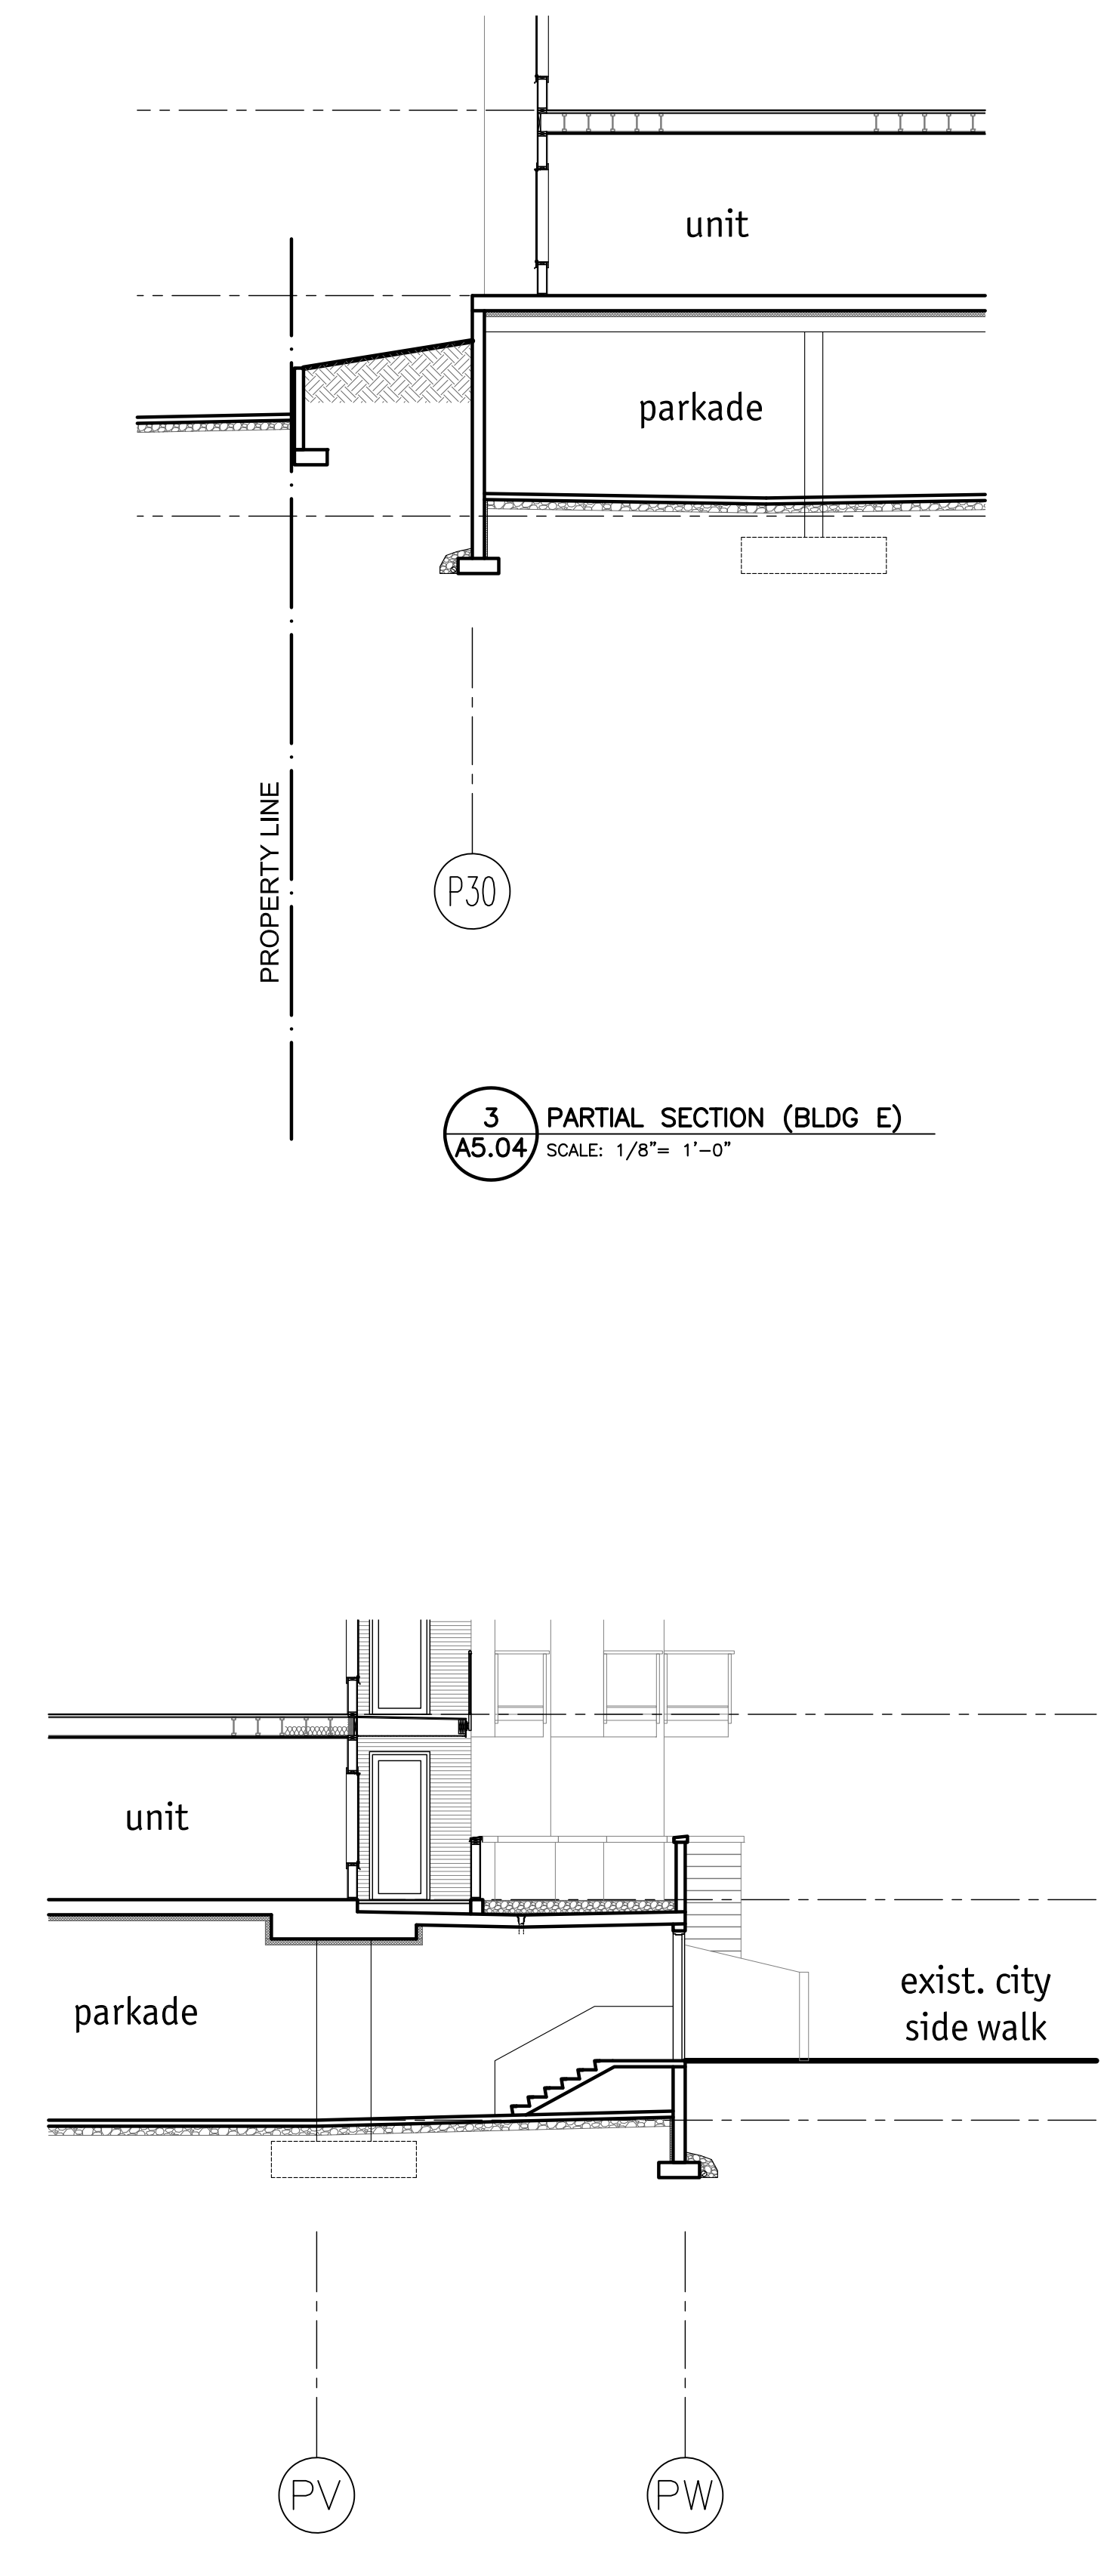 unit
parkade
PROPERTY LINE
P30
3
A5.04
PARTIAL SECTION (BLDG E)
SCALE: 1/8”= 1’-0”
unit
parkade
exist. city
side walk
PV
PW